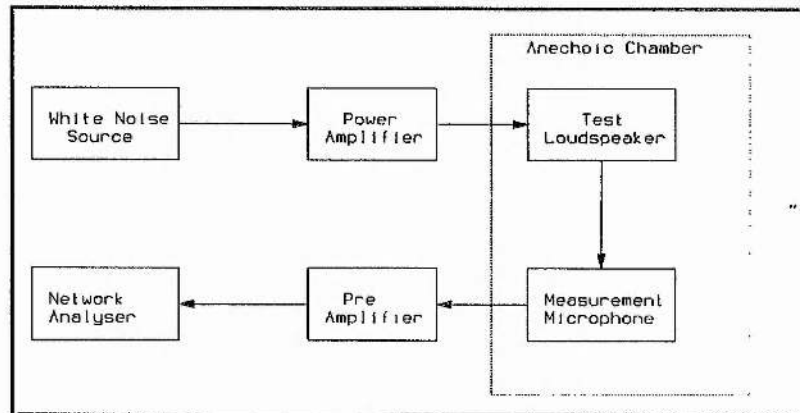 Anechoic Chamber
White Noise
Source
Power
Amplifier
Test
Loudspeaker
Network
Analyser
Pre
Amplifier
Measurement
Microphone